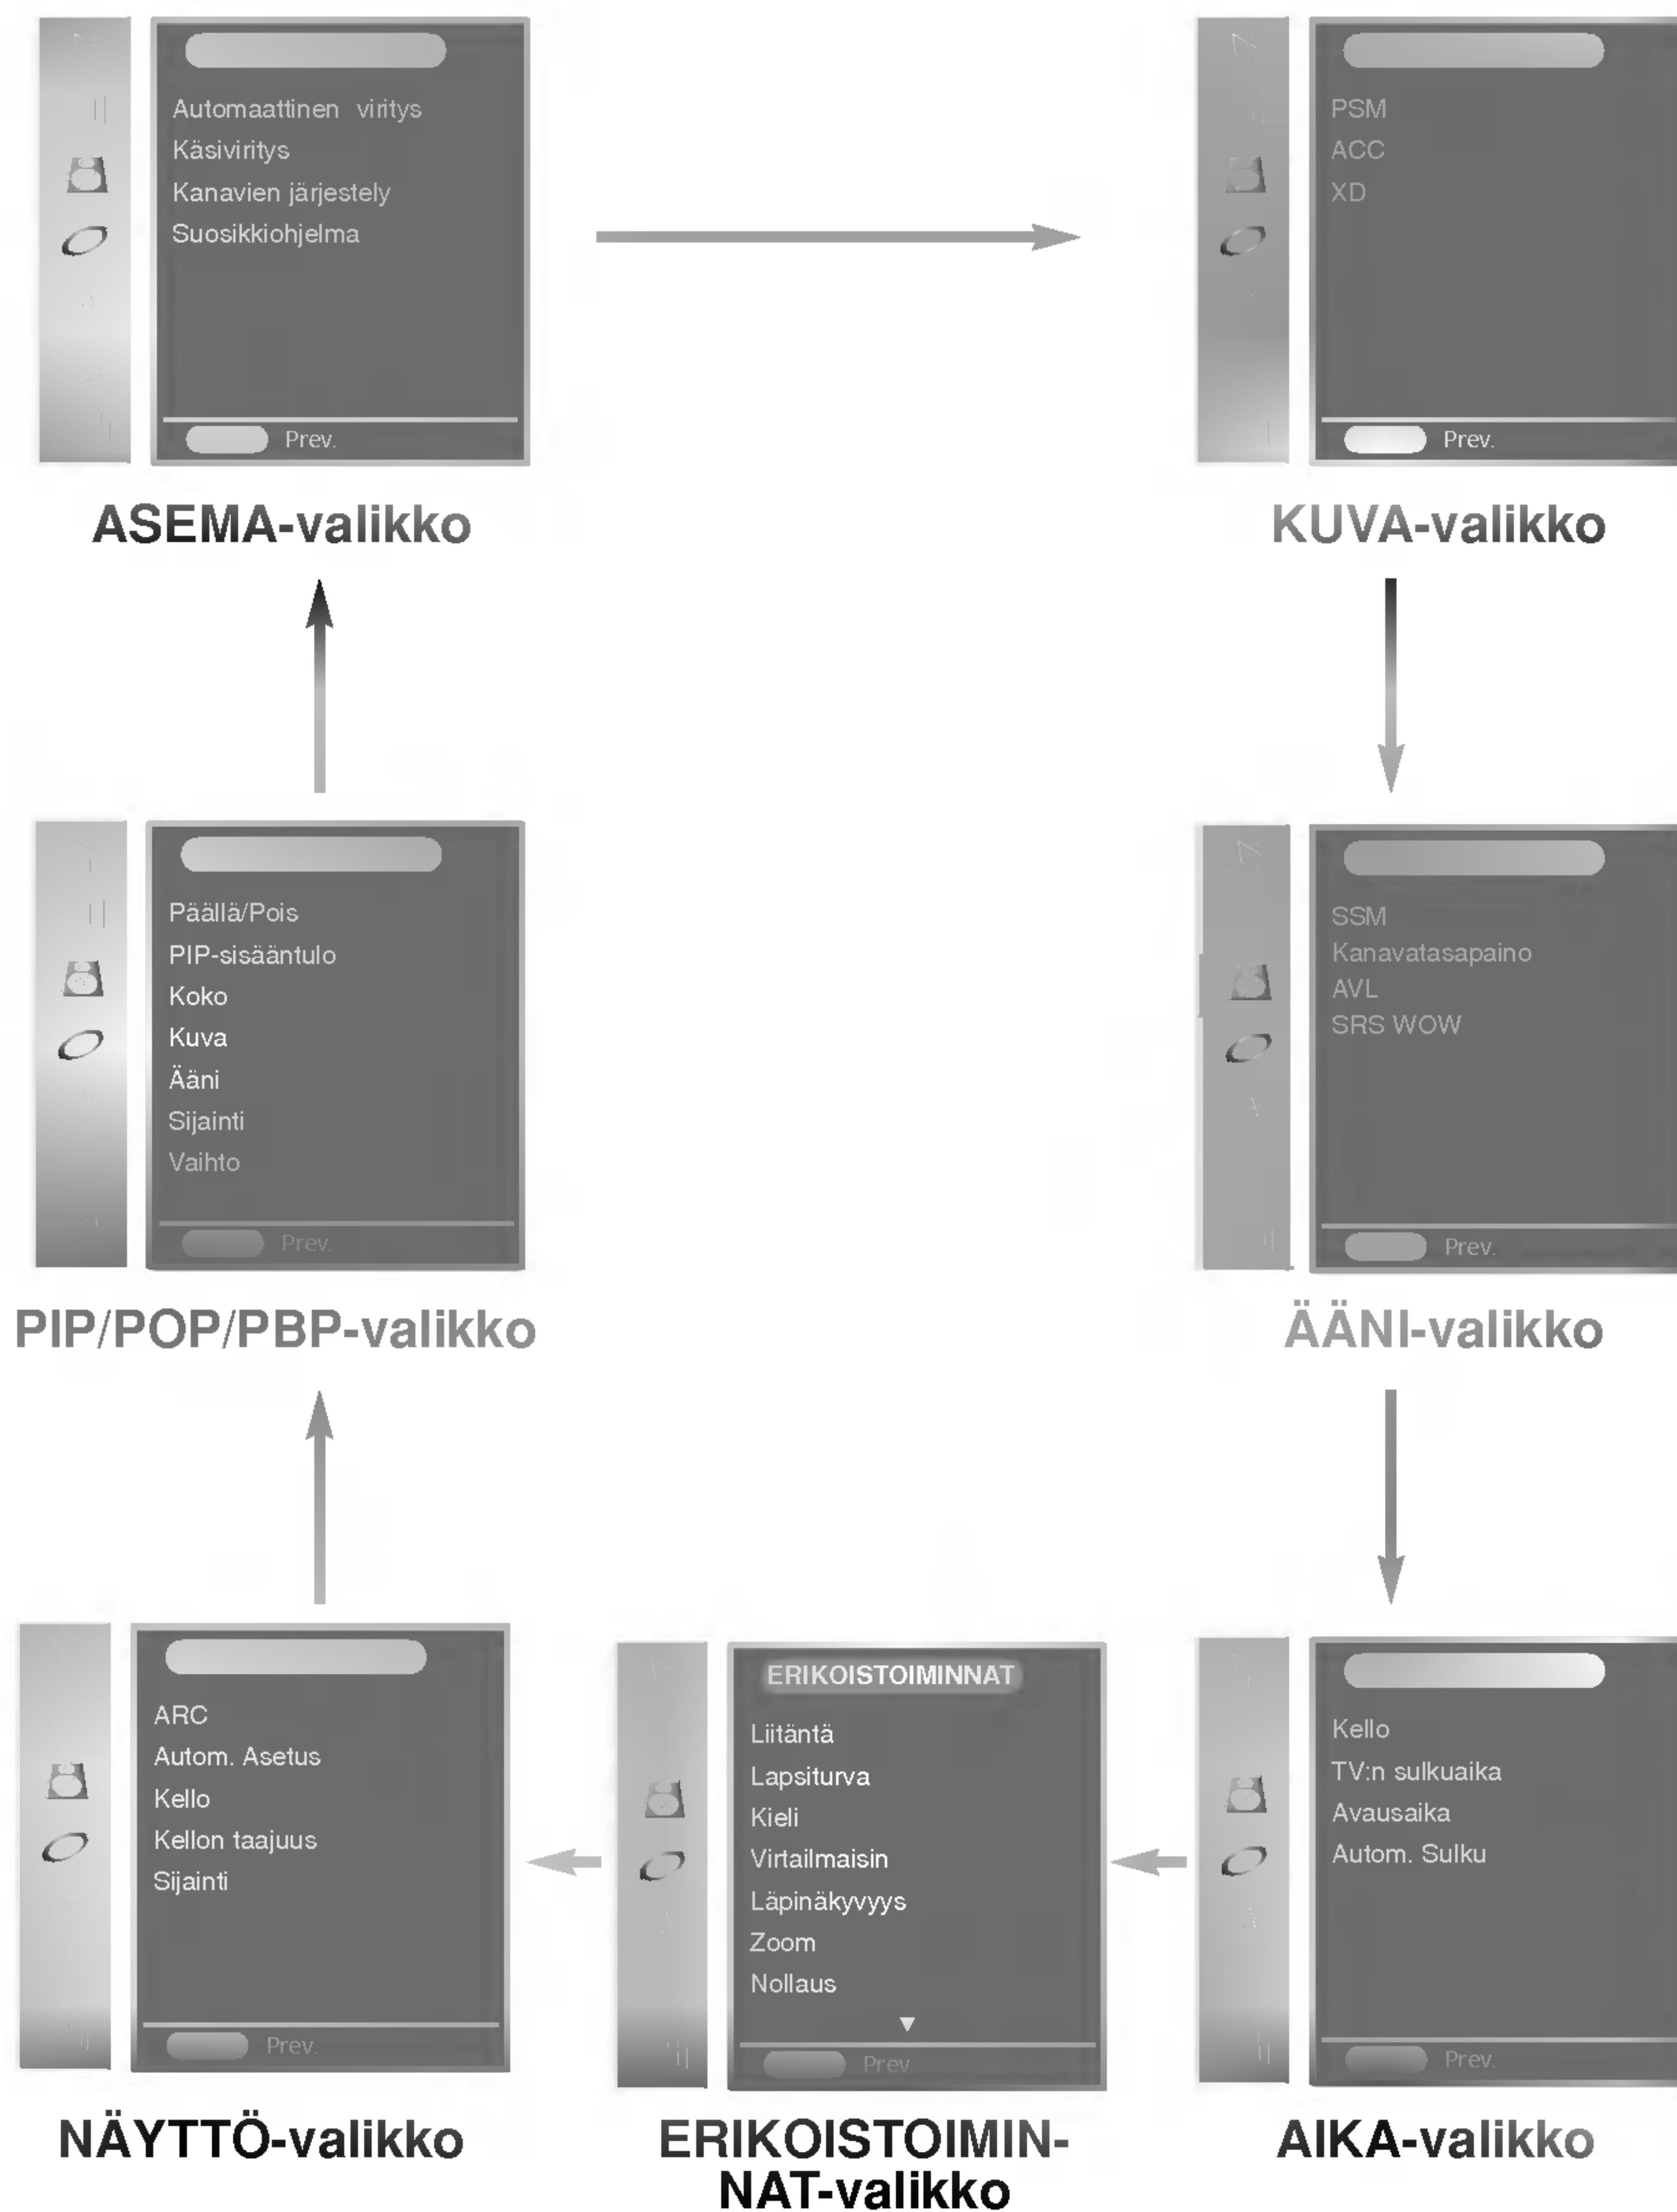 Automaattinen viritys
Käsiviritys
Kanavien järjestely
Suosikkiohjelma
Prev.
ASEMA-valikko
PSM
ACC
XD
Prev.
KUVA-valikko
Päällä/Pois
PIP-sisääntulo
Koko
Kuva
Ääni
Sijainti
Vaihto
Prev.
PIP/POP/PBP-valikko
SSM
Kanavatasapaino
AVL
SRS WOW
Prev.
ÄÄNI-valikko
ARC
Autom. Asetus
Kello
Kellon taajuus
Sijainti
Prev.
NÄYTTÖ-valikko
ERIKOISTOIMINNAT
Liitäntä
Lapsiturva
Kieli
Virtailmaisin
Läpinäkyvyys
Zoom
Nollaus
Prev.
ERIKOISTOIMIN-
NAT-valikko
Kello
TV:n sulkuaika
Avausaika
Autom. Sulku
Prev.
AIKA-valikko